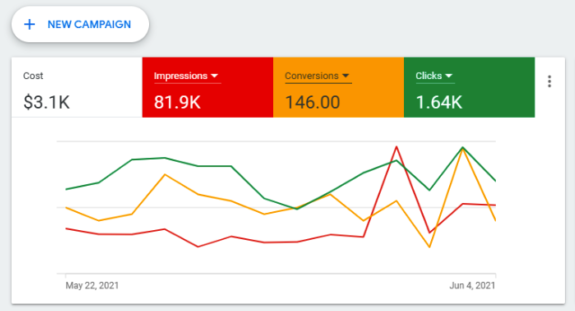 + NEW CAMPAIGN
Cost Impressions Conversions Clicks
$3.1K 81.9K 146.00 1.64K
May 22, 2021 Jun 4, 2021